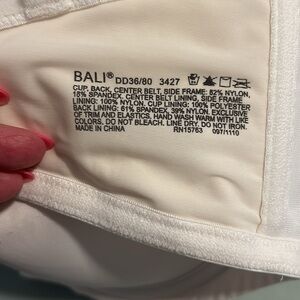 BALI® DD36/80 3427
CUP, BACK, CENTER BELT, SIDE FRAME: 82% NYLON,
18% SPANDEX. CENTER BELT LINING, SIDE FRAME
LINING: 100% NYLON. CUP LINING: 100% POLYESTER
BACK LINING: 61% SPANDEX, 39% NYLON. EXCLUSIVE
OF TRIM AND ELASTICS, HAND WASH WARM WITH LIKE
COLORS. DO NOT BLEACH. LINE DRY. DO NOT IRON.
MADE IN CHINA RN15763 097/1110